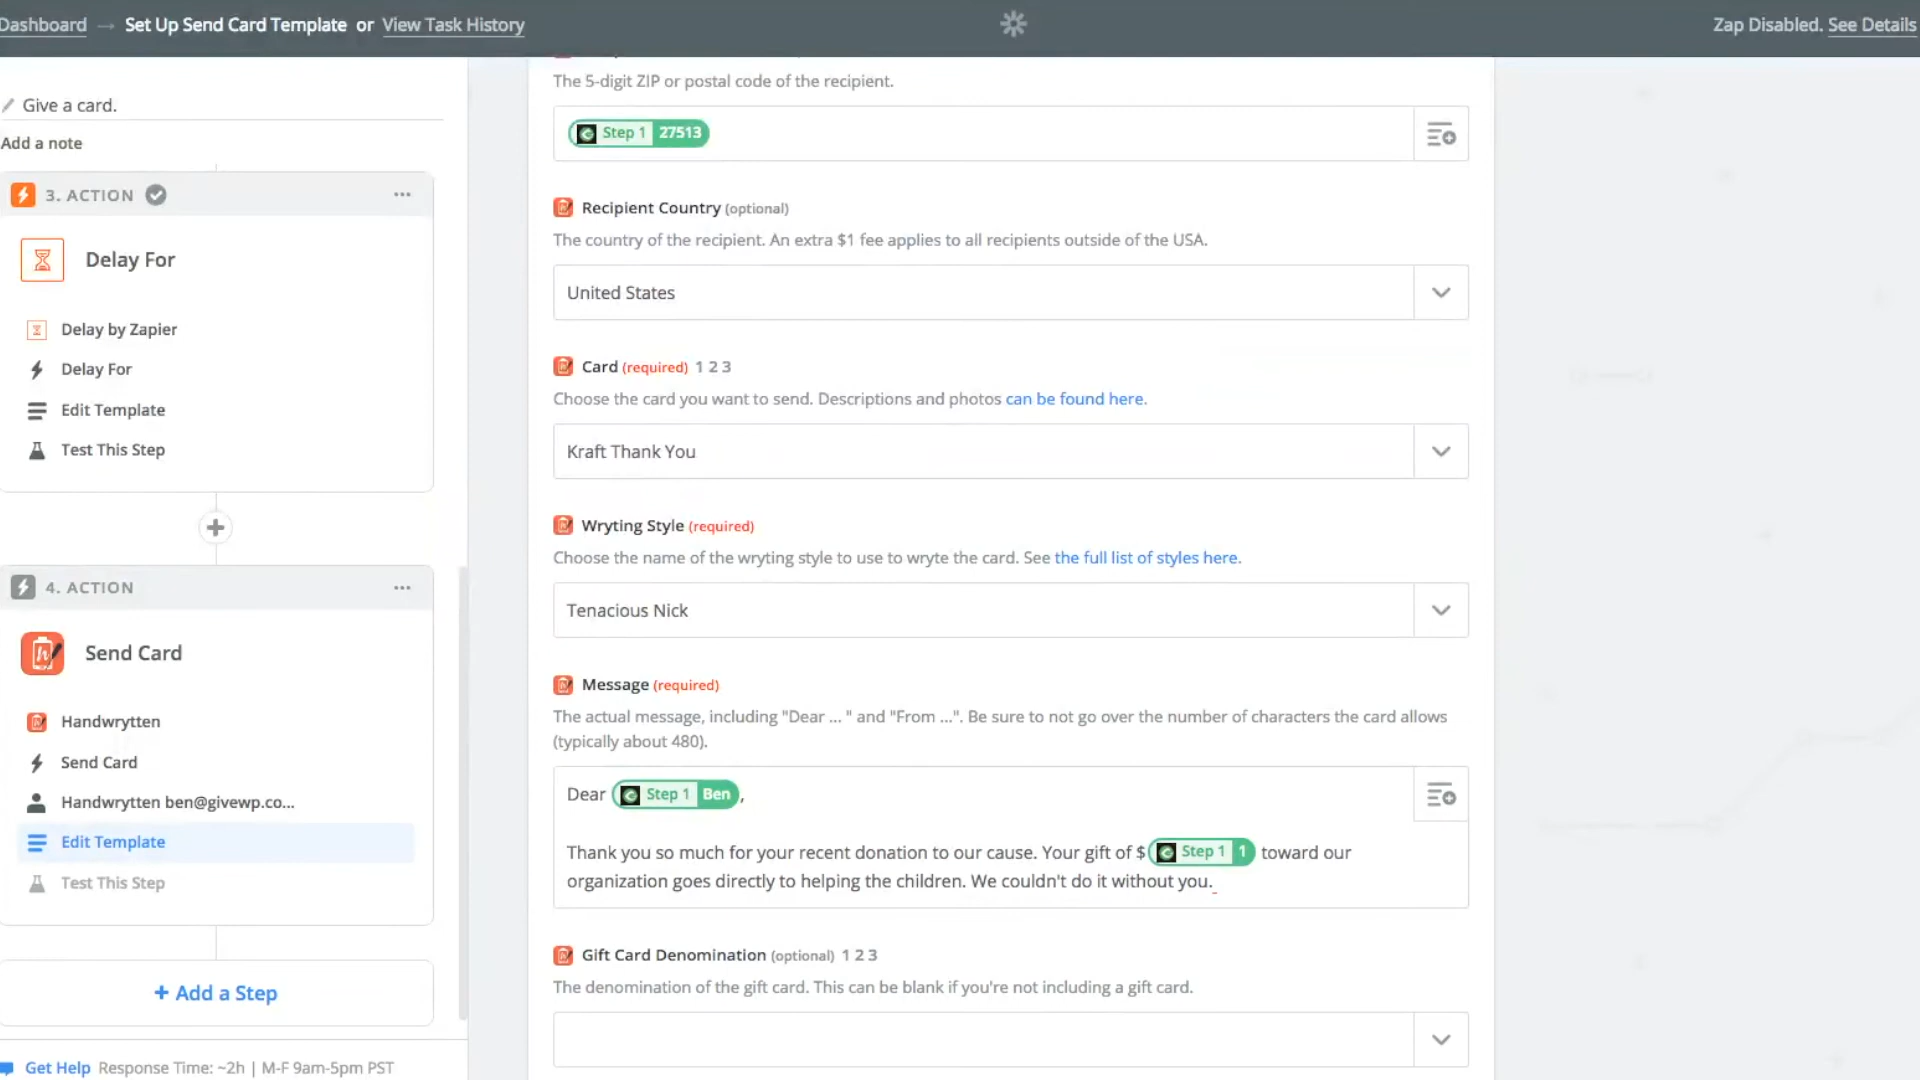 Dashboard → Set Up Send Card Template or View Task History
Zap Disabled. See Details
Give a card.
Add a note
3. ACTION
Delay For
Delay by Zapier
Delay For
Edit Template
Test This Step
4. ACTION
Send Card
Handwrytten
Send Card
Handwrytten ben@givewp.co...
Edit Template
Test This Step
+ Add a Step
Get Help Response Time: ~2h | M-F 9am-5pm PST
The 5-digit ZIP or postal code of the recipient.
Step 1 27513
Recipient Country (optional)
The country of the recipient. An extra $1 fee applies to all recipients outside of the USA.
United States
Card (required) 1 2 3
Choose the card you want to send. Descriptions and photos can be found here.
Kraft Thank You
Wryting Style (required)
Choose the name of the wryting style to use to wryte the card. See the full list of styles here.
Tenacious Nick
Message (required)
The actual message, including "Dear ... " and "From ...". Be sure to not go over the number of characters the card allows
(typically about 480).
Dear Step 1 Ben,
Thank you so much for your recent donation to our cause. Your gift of $ Step 1 1 toward our
organization goes directly to helping the children. We couldn't do it without you.
Gift Card Denomination (optional) 1 2 3
The denomination of the gift card. This can be blank if you're not including a gift card.